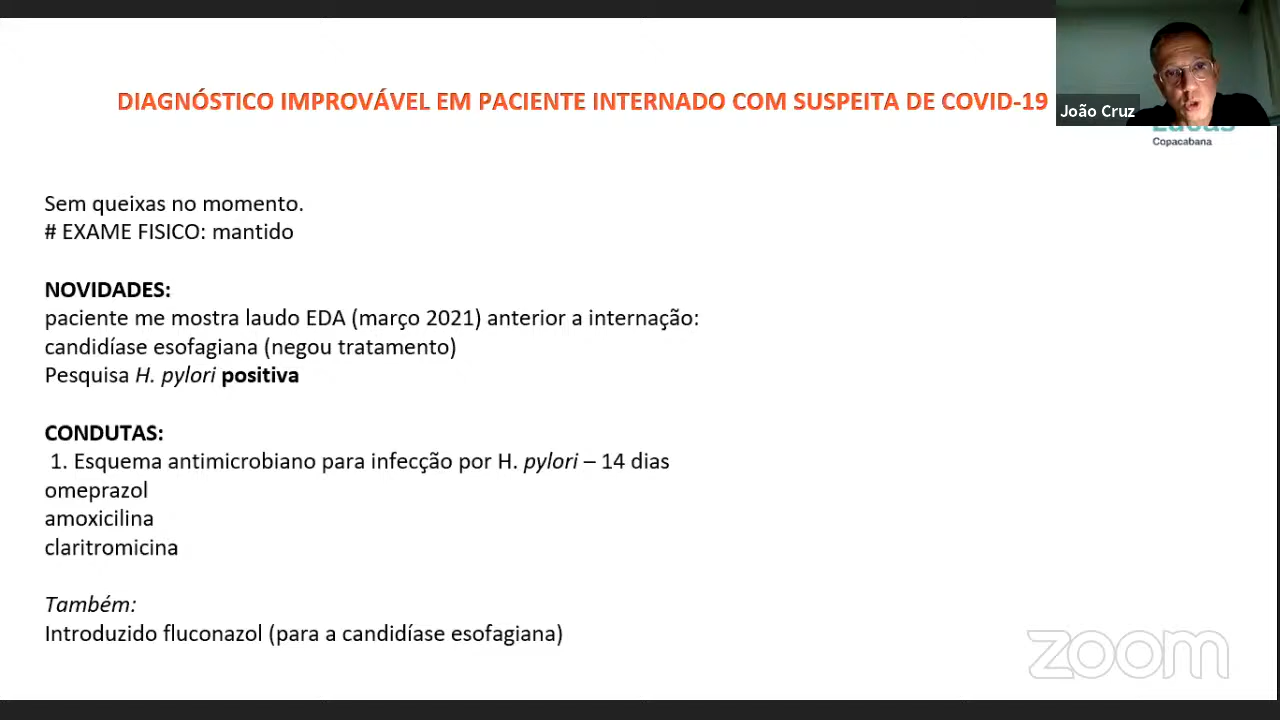 DIAGNÓSTICO IMPROVÁVEL EM PACIENTE INTERNADO COM SUSPEITA DE COVID-19
João Cruz
Copacabana
Sem queixas no momento.
# EXAME FISICO: mantido
NOVIDADES:
paciente me mostra laudo EDA (março 2021) anterior a internação:
candidíase esofagiana (negou tratamento)
Pesquisa H. pylori positiva
CONDUTAS:
1. Esquema antimicrobiano para infecção por H. pylori – 14 dias
omeprazol
amoxicilina
claritromicina
Também:
Introduzido fluconazol (para a candidíase esofagiana)
zoom